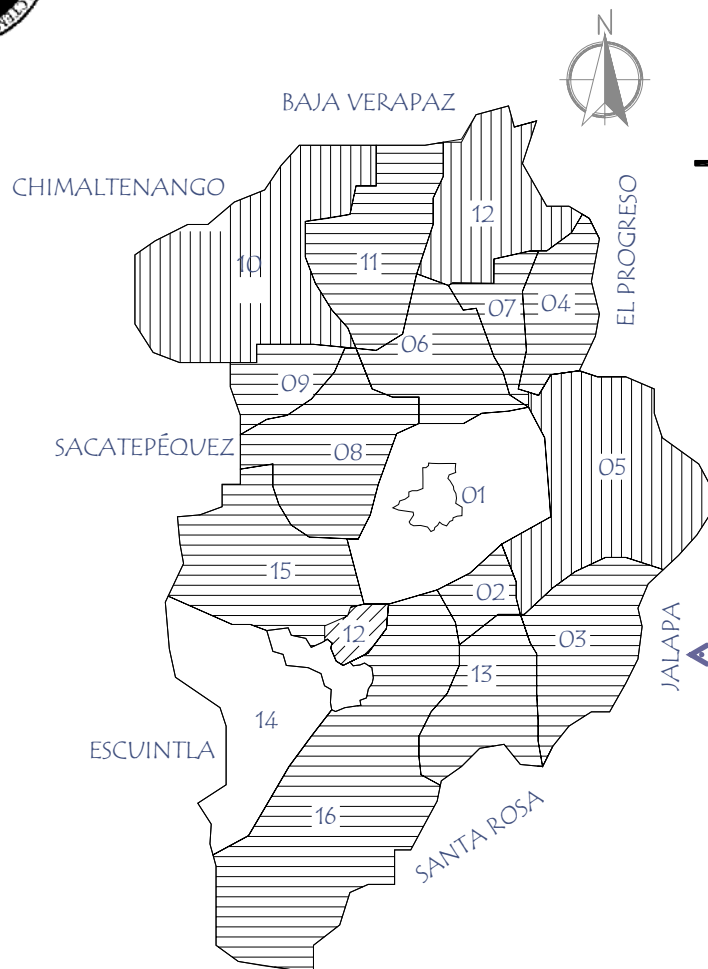 N
BAJA VERAPAZ
CHIMALTENANGO
EL PROGRESO
12
10
11
07
04
06
09
SACATEPÉQUEZ
08
05
01
15
02
12
03
13
JALAPA
14
ESCUINTLA
16
SANTA ROSA